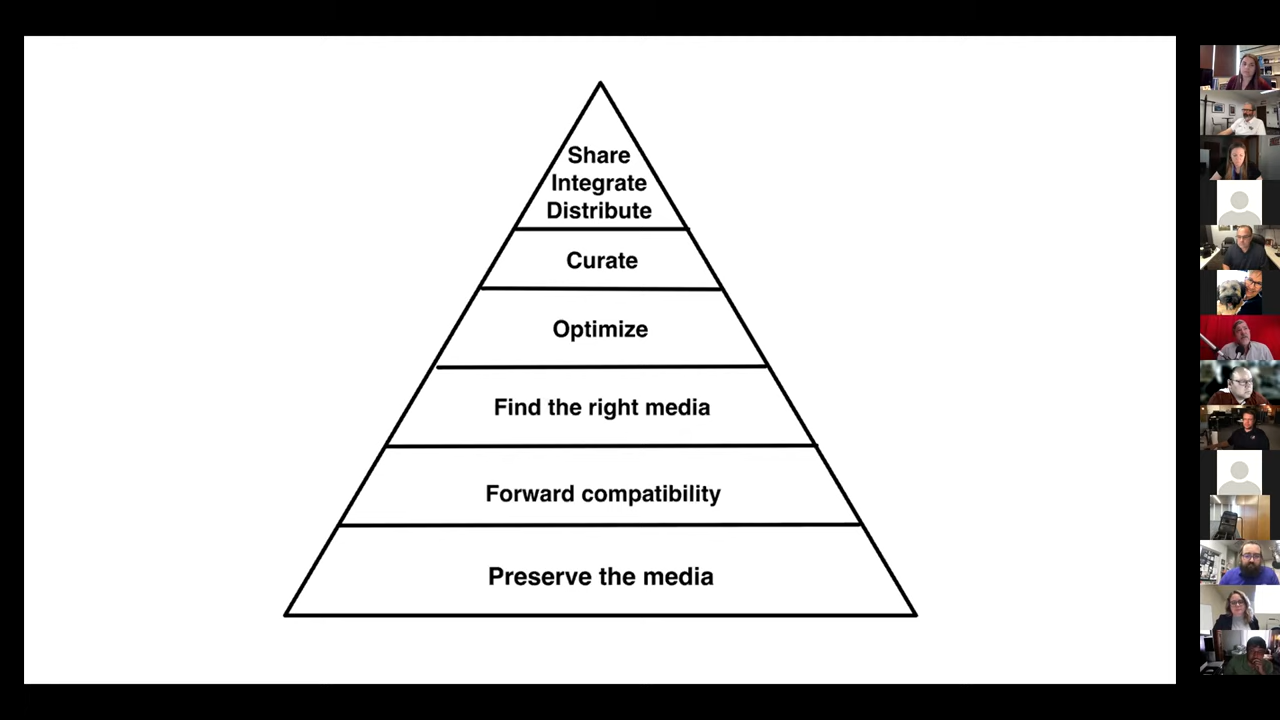 Share
Integrate
Distribute
Curate
Optimize
Find the right media
Forward compatibility
Preserve the media